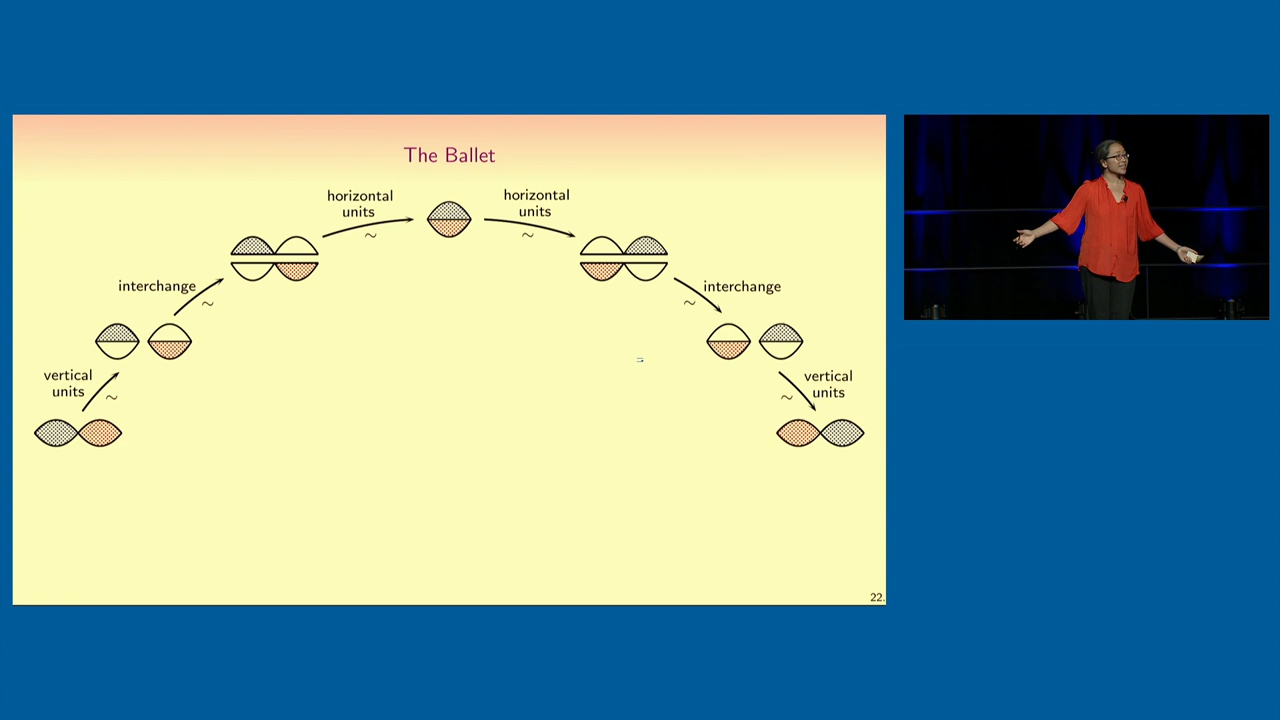 The Ballet
horizontal
units
∼
horizontal
units
∼
interchange
∼
interchange
∼
vertical
units
∼
vertical
units
∼
22.